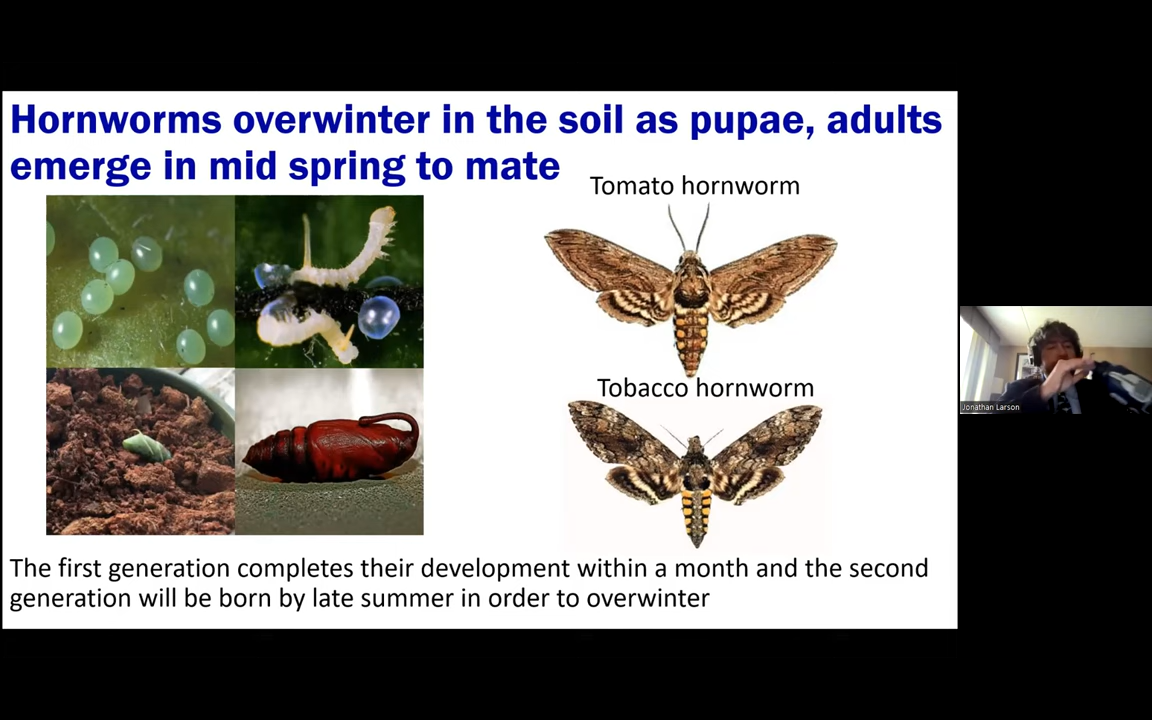 Hornworms overwinter in the soil as pupae, adults
emerge in mid spring to mate
Tomato hornworm
Tobacco hornworm
The first generation completes their development within a month and the second
generation will be born by late summer in order to overwinter
Jonathan Larson